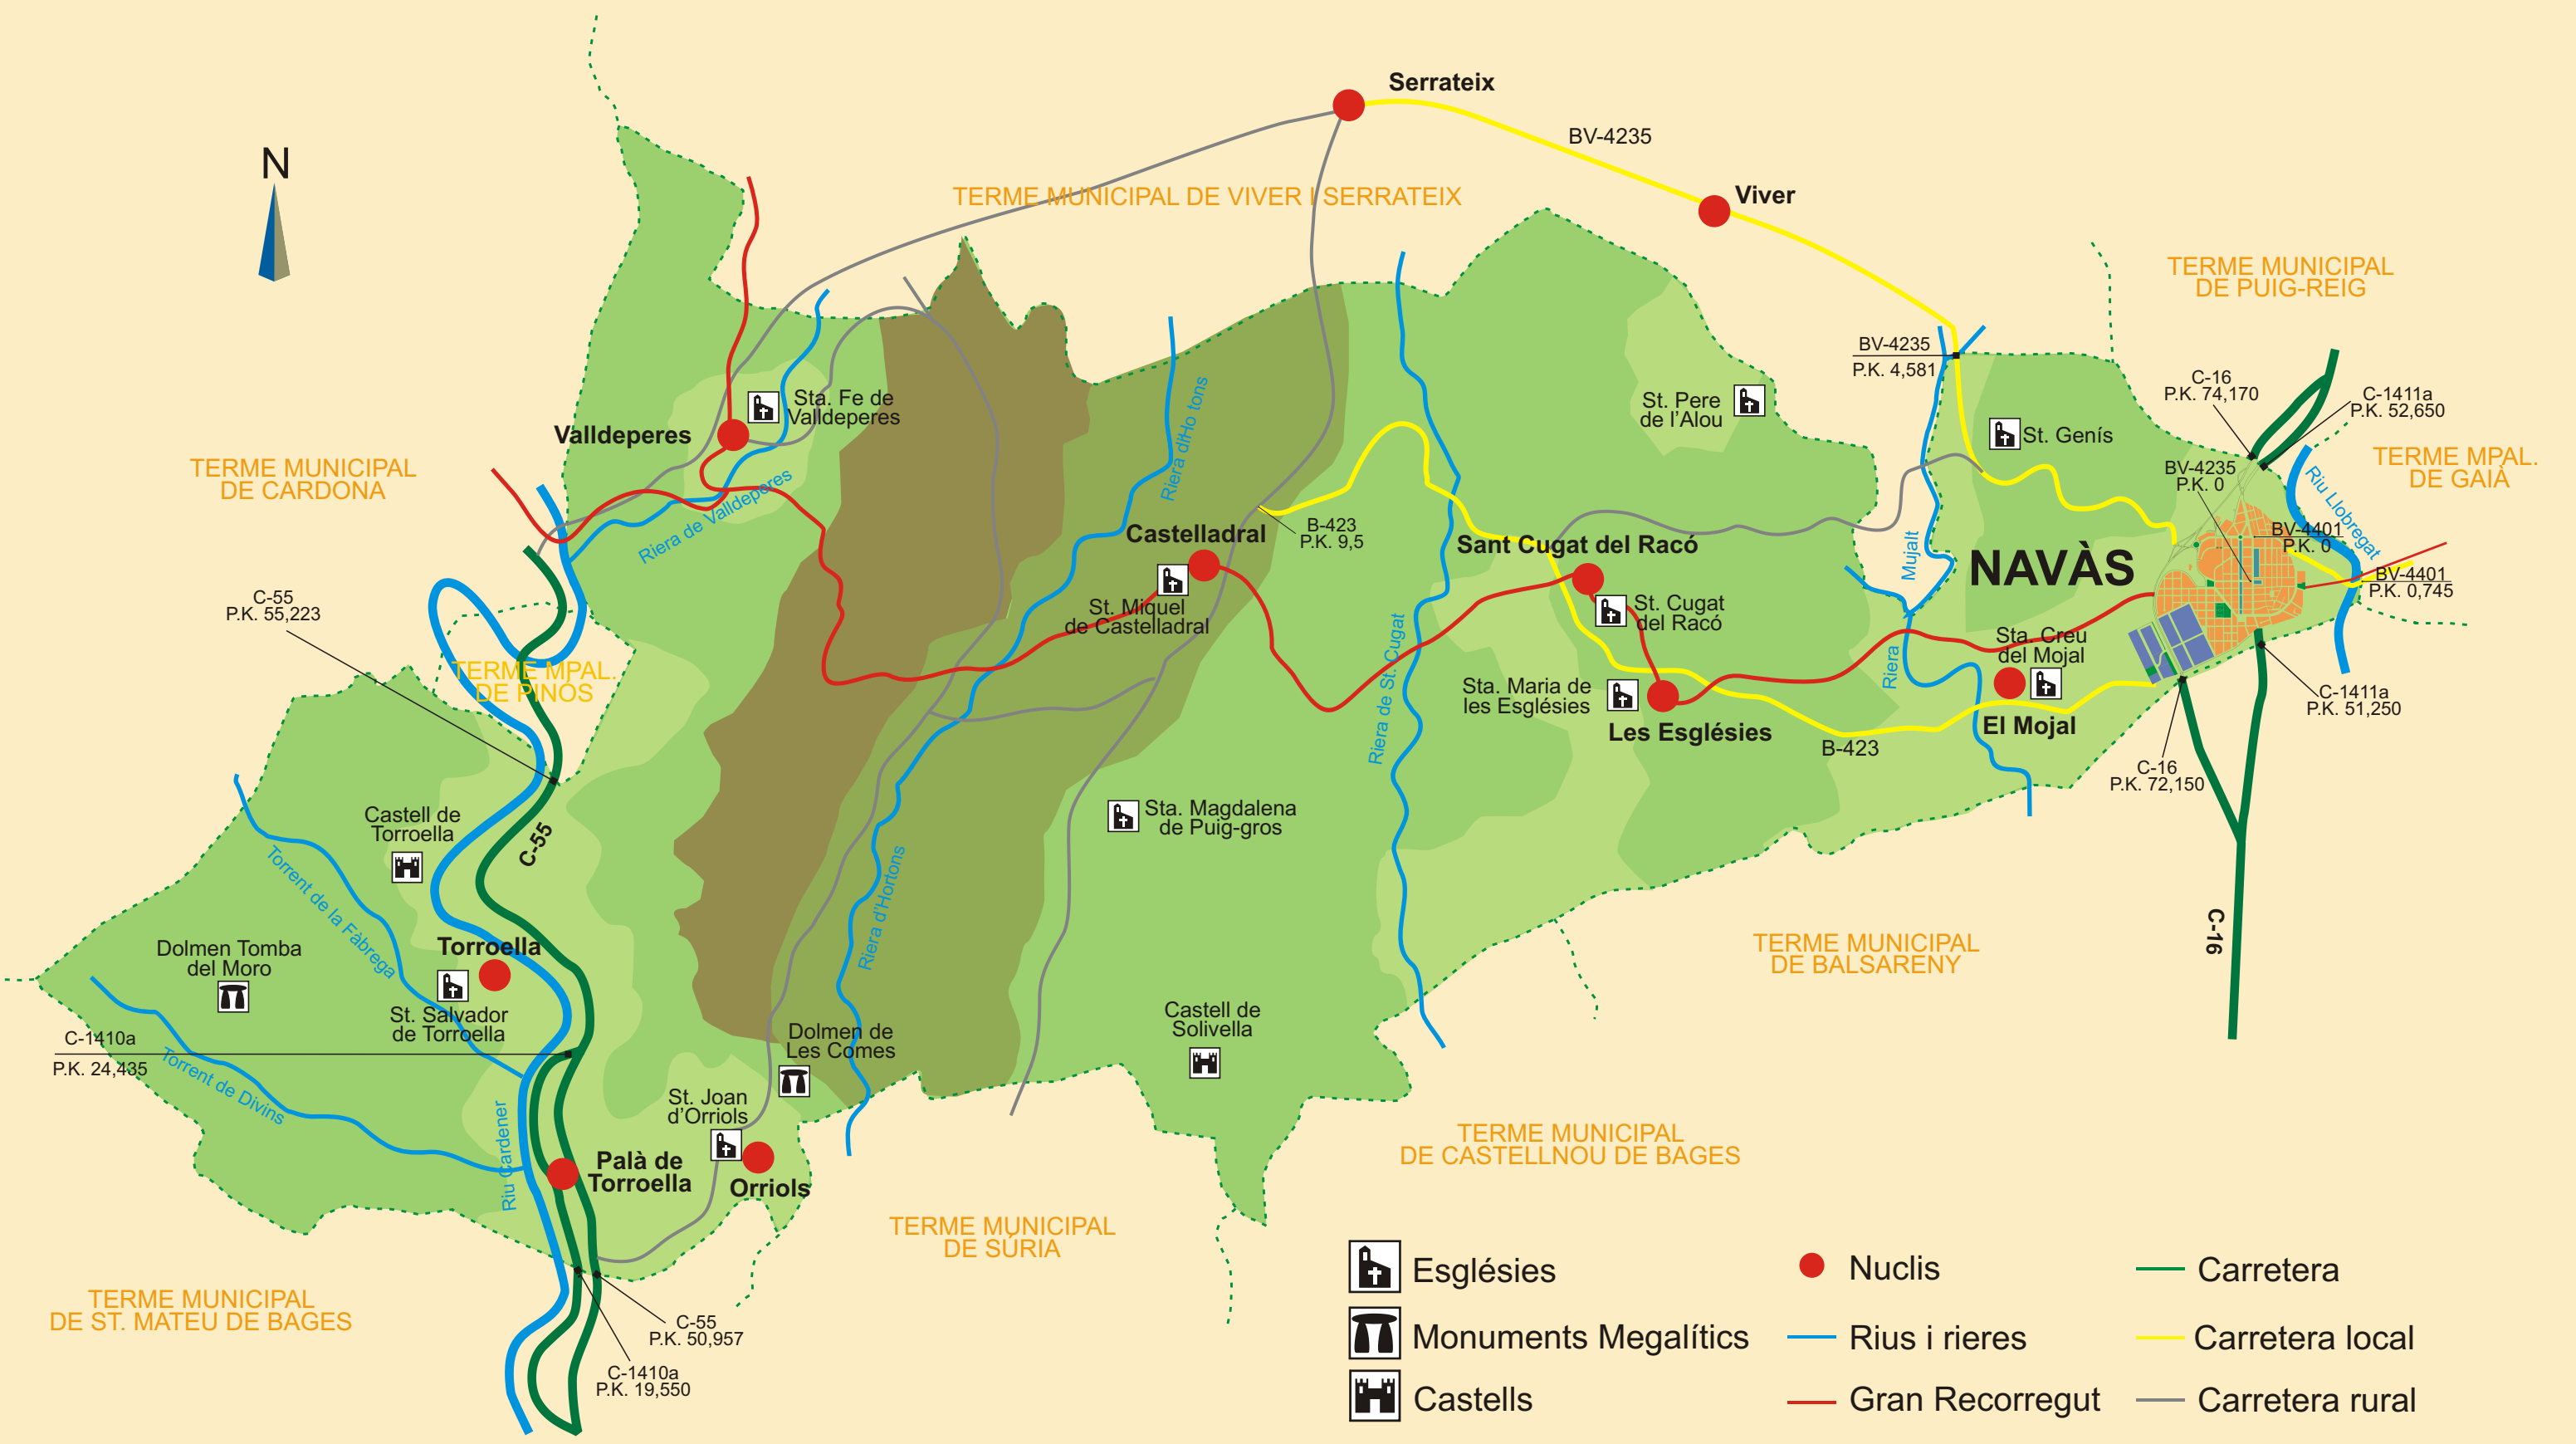 N
Serrateix
BV-4235
TERME MUNICIPAL DE VIVER I SERRATEIX
Viver
TERME MUNICIPAL
DE PUIG-REIG
BV-4235
P.K. 4,581
C-16
P.K. 74,170
C-1411a
P.K. 52,650
St. Pere
de l'Alou
Sta. Fe de
Valldeperes
Valldeperes
St. Genís
TERME MUNICIPAL
DE CARDONA
TERME MPAL.
DE GAIÀ
BV-4235
P.K. 0
Riu Llobregat
Riera d'Ho tons
Riera de Valldeperes
B-423
P.K. 9,5
BV-4401
P.K. 0
Castelladral
Sant Cugat del Racó
Mujalt
NAVÀS
BV-4401
P.K. 0,745
C-55
P.K. 55,223
St. Miquel
de Castelladral
St. Cugat
del Racó
Riera de St. Cugat
Riera
Sta. Creu
del Mojal
TERME MPAL.
DE PINÓS
Sta. Maria de
les Esglésies
Les Esglésies
El Mojal
B-423
C-1411a
P.K. 51,250
C-16
P.K. 72,150
Castell de
Torroella
C-55
Sta. Magdalena
de Puig-gros
Torrent de la Fàbrega
Riera d'Hortons
C-16
Dolmen Tomba
del Moro
Torroella
TERME MUNICIPAL
DE BALSARENY
St. Salvador
de Torroella
Castell de
Solivella
C-1410a
P.K. 24,435
Dolmen de
Les Comes
Torrent de Divins
St. Joan
d'Orriols
Riu Cardener
Palà de
Torroella
Orriols
TERME MUNICIPAL
DE CASTELLNOU DE BAGES
TERME MUNICIPAL
DE SÚRIA
TERME MUNICIPAL
DE ST. MATEU DE BAGES
C-55
P.K. 50,957
C-1410a
P.K. 19,550
Esglésies
Nuclis
Carretera
Monuments Megalítics
Rius i rieres
Carretera local
Castells
Gran Recorregut
Carretera rural